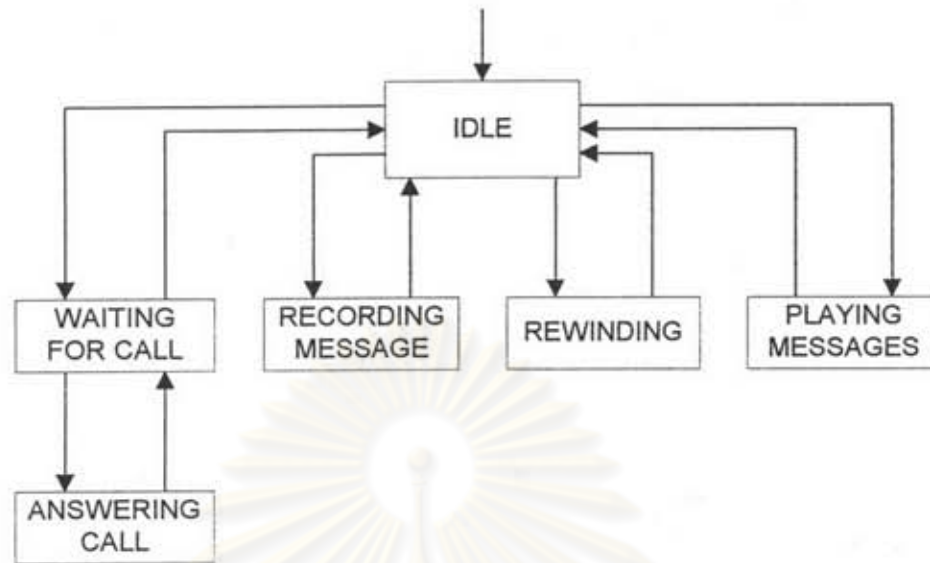 IDLE
WAITING
FOR CALL
RECORDING
MESSAGE
REWINDING
PLAYING
MESSAGES
ANSWERING
CALL